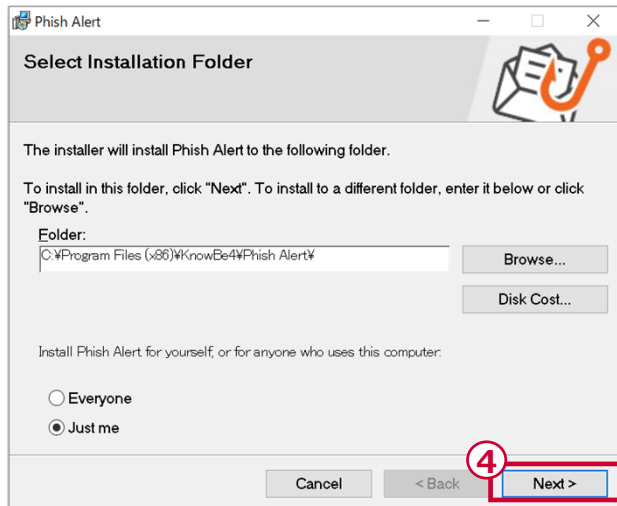 Phish Alert
Select Installation Folder
The installer will install Phish Alert to the following folder.
To install in this folder, click "Next". To install to a different folder, enter it below or click
"Browse".
Folder:
C:¥Program Files (x86)¥KnowBe4¥Phish Alert¥
Browse...
Disk Cost...
Install Phish Alert for yourself, or for anyone who uses this computer:
Everyone
Just me
④
Cancel
< Back
Next >